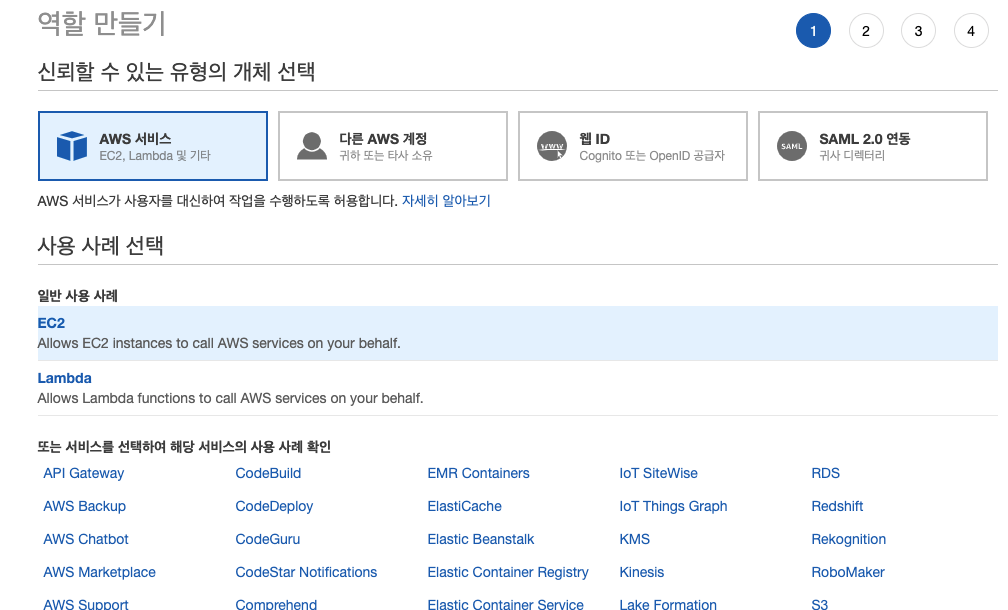 역할 만들기
1 2 3 4
신뢰할 수 있는 유형의 개체 선택
AWS 서비스
EC2, Lambda 및 기타
다른 AWS 계정
귀하 또는 타사 소유
WWW
웹 ID
Cognito 또는 OpenID 공급자
SAML
SAML 2.0 연동
귀사 디렉터리
AWS 서비스가 사용자를 대신하여 작업을 수행하도록 허용합니다. 자세히 알아보기
사용 사례 선택
일반 사용 사례
EC2
Allows EC2 instances to call AWS services on your behalf.
Lambda
Allows Lambda functions to call AWS services on your behalf.
또는 서비스를 선택하여 해당 서비스의 사용 사례 확인
API Gateway CodeBuild EMR Containers IoT SiteWise RDS
AWS Backup CodeDeploy ElastiCache IoT Things Graph Redshift
AWS Chatbot CodeGuru Elastic Beanstalk KMS Rekognition
AWS Marketplace CodeStar Notifications Elastic Container Registry Kinesis RoboMaker
AWS Support Comprehend Elastic Container Service Lake Formation S3